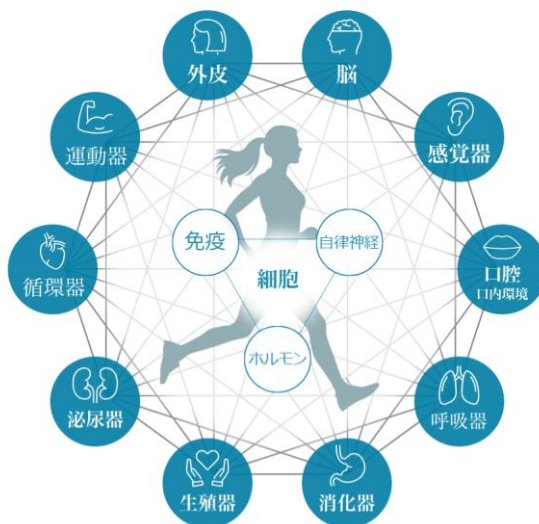 外皮
脳
運動器
感覚器
免疫
自律神経
循環器
細胞
口腔
口内環境
ホルモン
泌尿器
呼吸器
生殖器
消化器